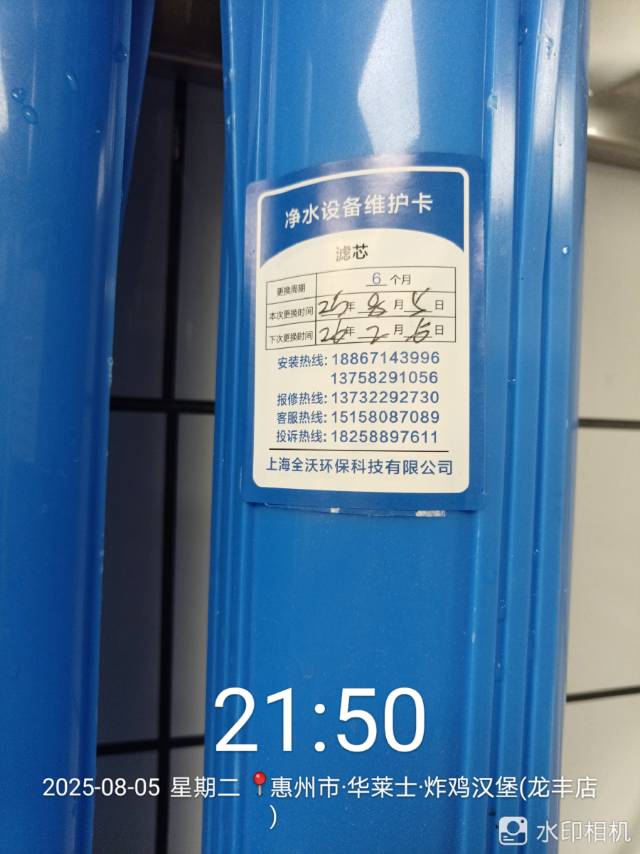 净水设备维护卡
滤芯
更换周期 6 个月
本次更换时间 25年 8月 5日
下次更换时间 年 2月 日
安装热线: 18867143996
13758291056
报修热线: 13732292730
客服热线: 15158087089
投诉热线: 18258897611
上海全沃环保科技有限公司
21:50
2025-08-05 星期二 惠州市·华莱士·炸鸡汉堡(龙丰店
)
水印相机